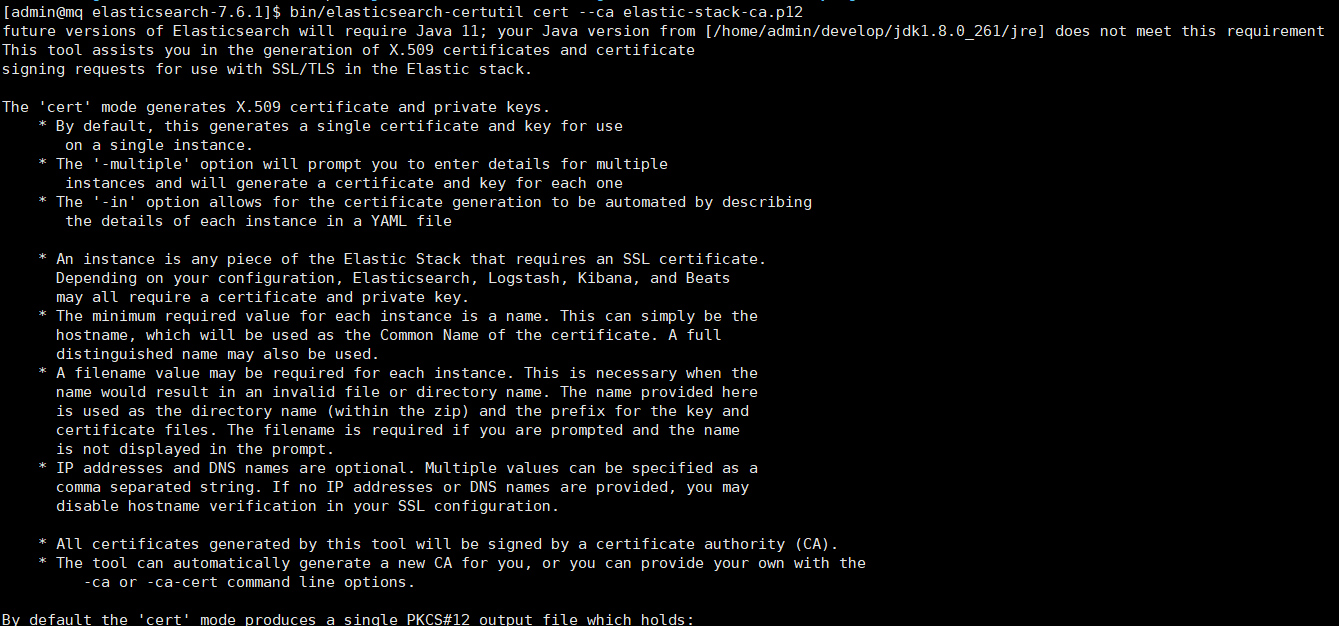 [admin@mq elasticsearch-7.6.1]$ bin/elasticsearch-certutil cert --ca elastic-stack-ca.p12
future versions of Elasticsearch will require Java 11; your Java version from [/home/admin/develop/jdk1.8.0_261/jre] does not meet this requirement
This tool assists you in the generation of X.509 certificates and certificate
signing requests for use with SSL/TLS in the Elastic stack.

The 'cert' mode generates X.509 certificate and private keys.
    * By default, this generates a single certificate and key for use
       on a single instance.
    * The '-multiple' option will prompt you to enter details for multiple
       instances and will generate a certificate and key for each one
    * The '-in' option allows for the certificate generation to be automated by describing
       the details of each instance in a YAML file

    * An instance is any piece of the Elastic Stack that requires an SSL certificate.
      Depending on your configuration, Elasticsearch, Logstash, Kibana, and Beats
      may all require a certificate and private key.
    * The minimum required value for each instance is a name. This can simply be the
      hostname, which will be used as the Common Name of the certificate. A full
      distinguished name may also be used.
    * A filename value may be required for each instance. This is necessary when the
      name would result in an invalid file or directory name. The name provided here
      is used as the directory name (within the zip) and the prefix for the key and
      certificate files. The filename is required if you are prompted and the name
      is not displayed in the prompt.
    * IP addresses and DNS names are optional. Multiple values can be specified as a
      comma separated string. If no IP addresses or DNS names are provided, you may
      disable hostname verification in your SSL configuration.

    * All certificates generated by this tool will be signed by a certificate authority (CA).
    * The tool can automatically generate a new CA for you, or you can provide your own with the
         -ca or -ca-cert command line options.

By default the 'cert' mode produces a single PKCS#12 output file which holds: